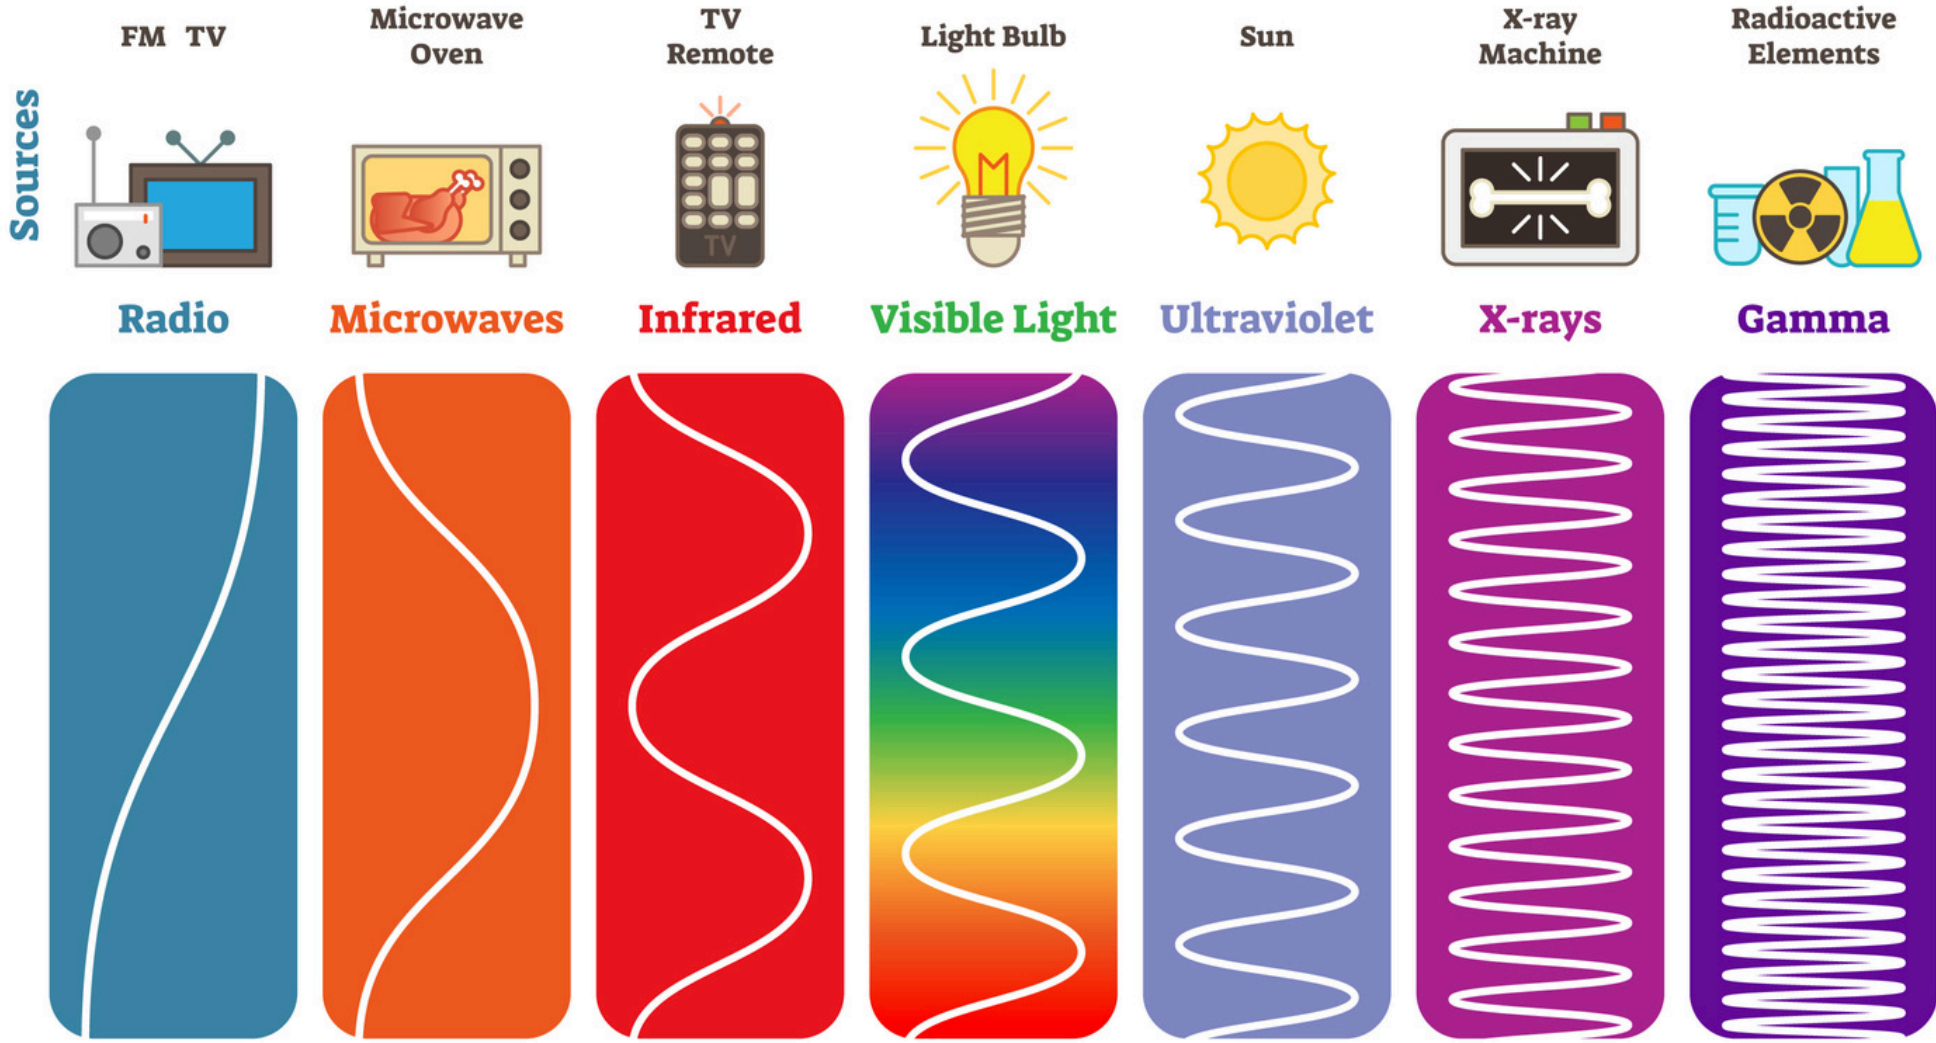 FM TV
Microwave
Oven
TV
Remote
Light Bulb
Sun
X-ray
Machine
Radioactive
Elements
Sources
TV
Radio
Microwaves
Infrared
Visible Light
Ultraviolet
X-rays
Gamma